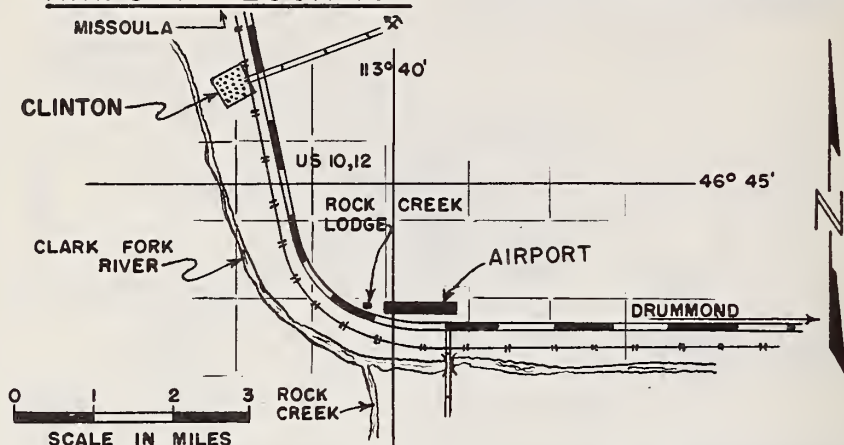 MISSOULA
113° 40'
CLINTON
US 10,12
46° 45'
ROCK CREEK
LODGE
CLARK FORK
RIVER
AIRPORT
N
DRUMMOND
0 1 2 3
SCALE IN MILES
ROCK
CREEK